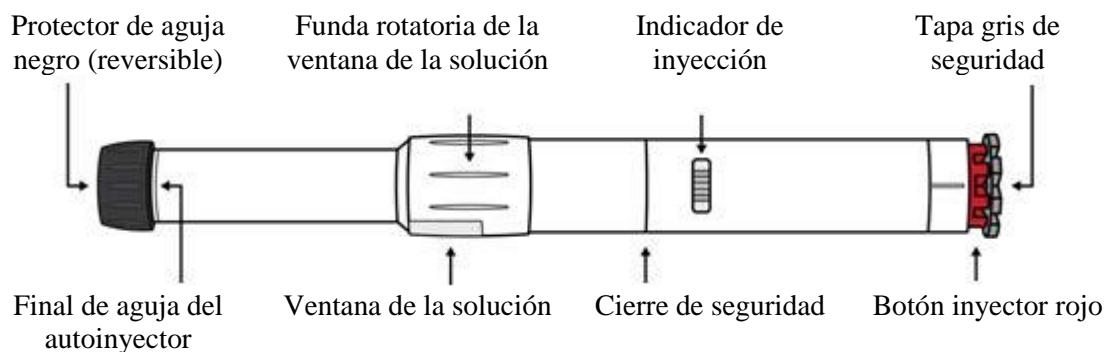 Protector de aguja
negro (reversible)
Funda rotatoria de la
ventana de la solución
Indicador de
inyección
Tapa gris de
seguridad
Final de aguja del
autoinyector
Ventana de la solución
Cierre de seguridad
Botón inyector rojo